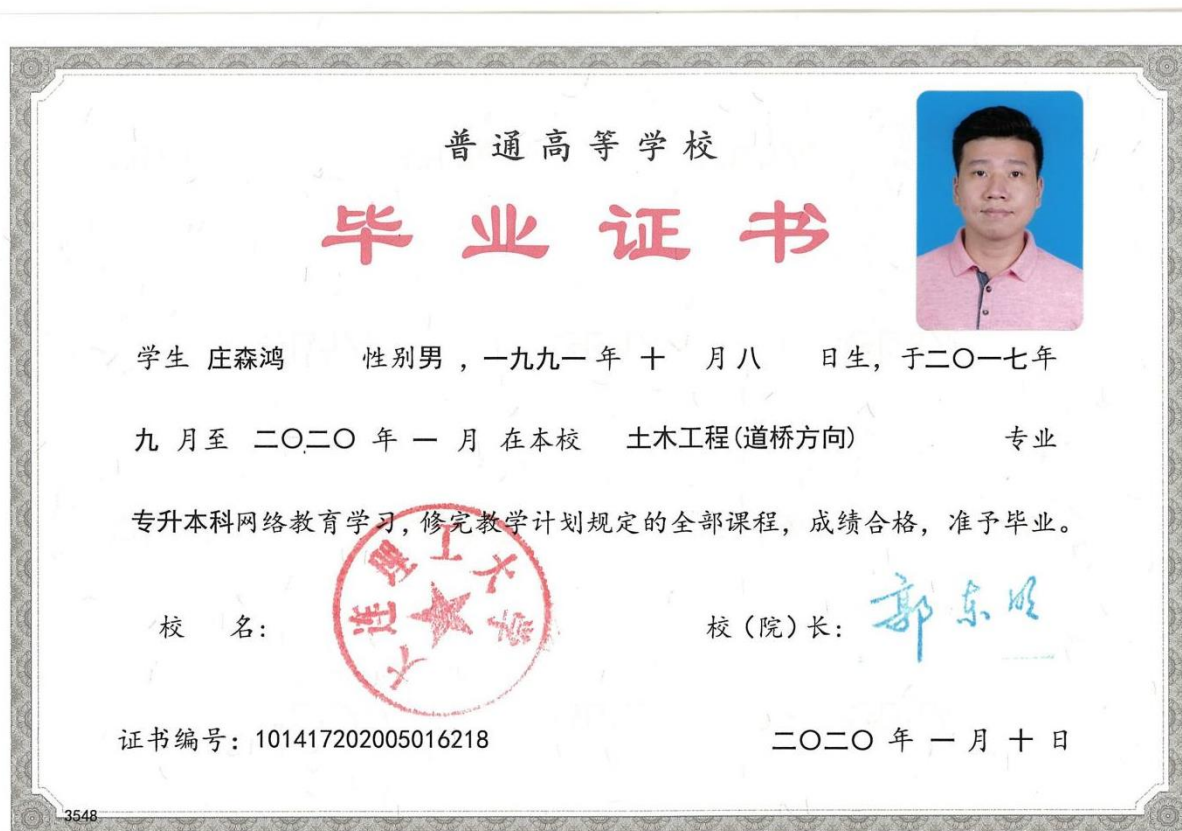 普通高等学校
毕业证书
学生 庄森鸿 性别男,一九九一年 十 月八 日生,于二〇一七年
九 月至 二〇二〇 年 一 月 在本校 土木工程(道桥方向) 专业
专升本科网络教育学习,修完教学计划规定的全部课程,成绩合格,准予毕业。
大连理工大学
校 名:
校(院)长: 郭东明
证书编号:101417202005016218
二〇二〇 年 一 月 十 日
3548